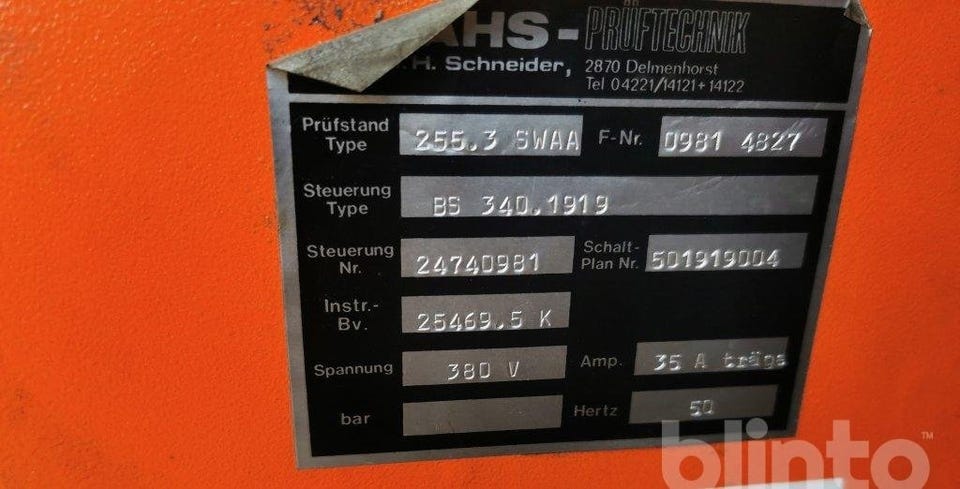 AHS-PRÜFTECHNIK
H. Schneider, 2870 Delmenhorst
Tel 04221/14121+14122
Prüfstand Type 255.3 SWAA F-Nr. 0981 4827
Steuerung Type BS 340.1919
Steuerung Nr. 24740981 Schalt-Plan Nr. 501919004
Instr.-Bv. 25469.5 K
Spannung 380 V Amp. 35 A träge
bar Hertz 50
blinto™